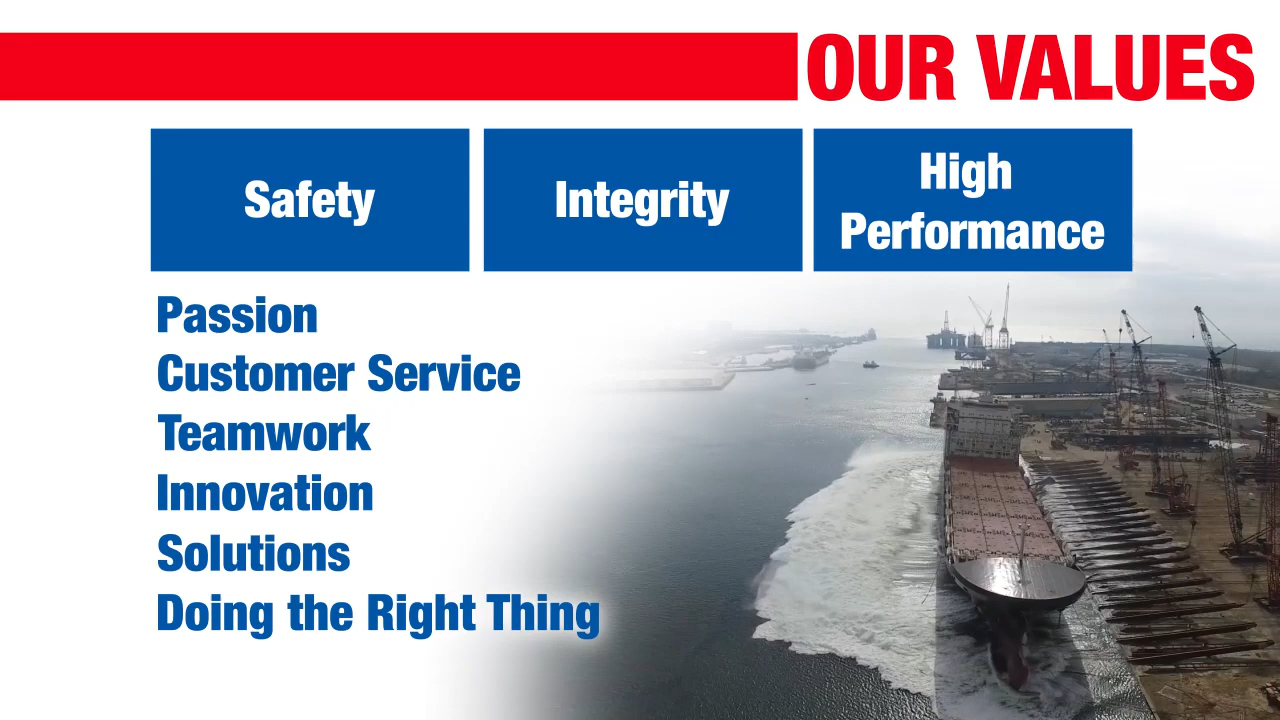 OUR VALUES
Safety
Integrity
High
Performance
Passion
Customer Service
Teamwork
Innovation
Solutions
Doing the Right Thing